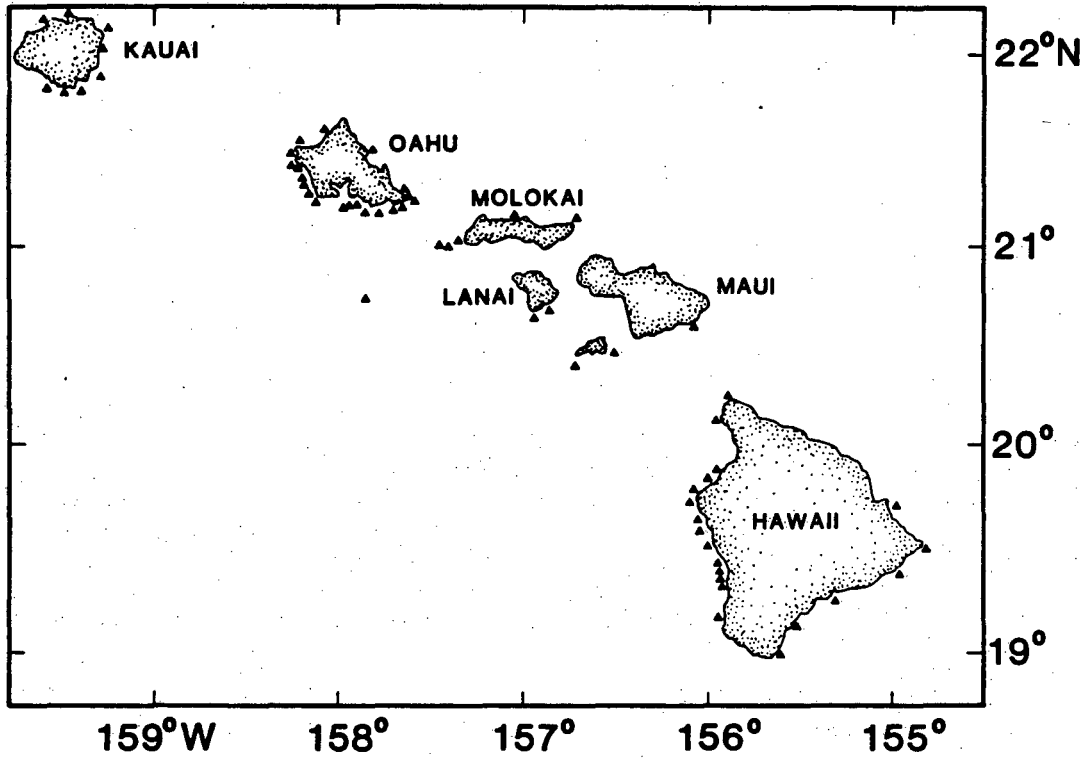 KAUAI
22°N
OAHU
MOLOKAI
21°
LANAI
MAUI
20°
HAWAII
19°
159°W
158°
157°
156°
155°